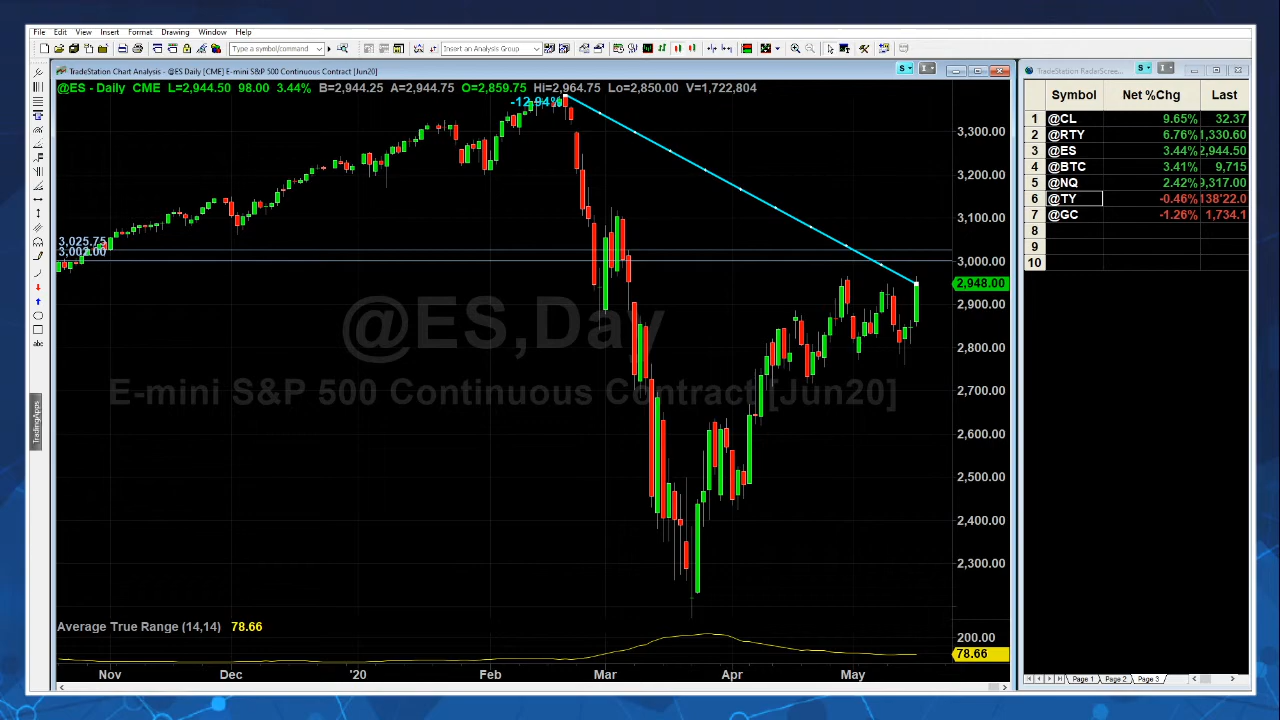 File Edit View Insert Format Drawing Window Help
Type a symbol/command
Insert an Analysis Group
TradeStation Chart Analysis - @ES Daily [CME] E-mini S&P 500 Continuous Contract [Jun20]
S
I
@ES - Daily CME L=2,944.50 98.00 3.44% B=2,944.25 A=2,944.75 O=2,859.75 Hi=2,964.75 Lo=2,850.00 V=1,722,804
-12.94%
3,300.00
3,200.00
3,100.00
3,025.75
3,002.00
3,000.00
2,948.00
2,900.00
2,800.00
2,700.00
2,600.00
2,500.00
2,400.00
2,300.00
@ES,Day
E-mini S&P 500 Continuous Contract [Jun20]
Average True Range (14,14) 78.66
200.00
78.66
Nov Dec '20 Feb Mar Apr May
abc
TradingApps
TradeStation RadarScree...
S
I
Symbol Net %Chg Last
1 @CL 9.65% 32.37
2 @RTY 6.76% 1,330.60
3 @ES 3.44% 2,944.50
4 @BTC 3.41% 9,715
5 @NQ 2.42% 9,317.00
6 @TY -0.46% 138'22.0
7 @GC -1.26% 1,734.1
8
9
10
Page 1 Page 2 Page 3